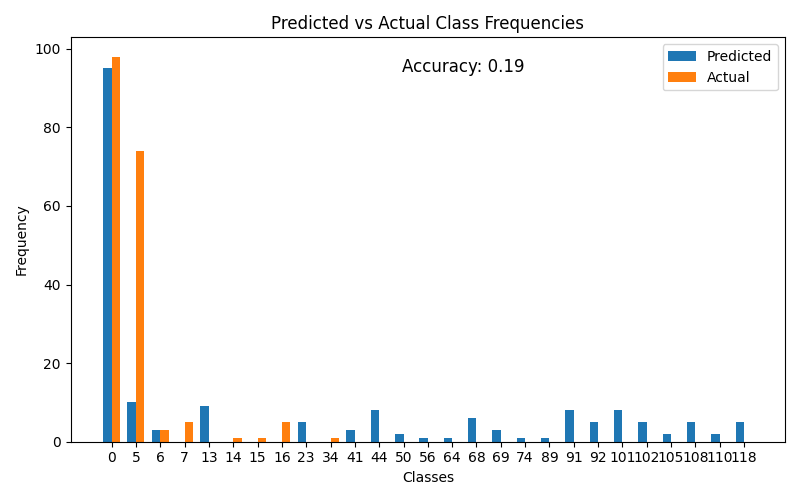 Predicted vs Actual Class Frequencies
Accuracy: 0.19
Predicted
Actual
100
80
60
40
20
0
Frequency
0 5 6 7 13 14 15 16 23 34 41 44 50 56 64 68 69 74 89 91 92 101 102 105 108 110 118
Classes